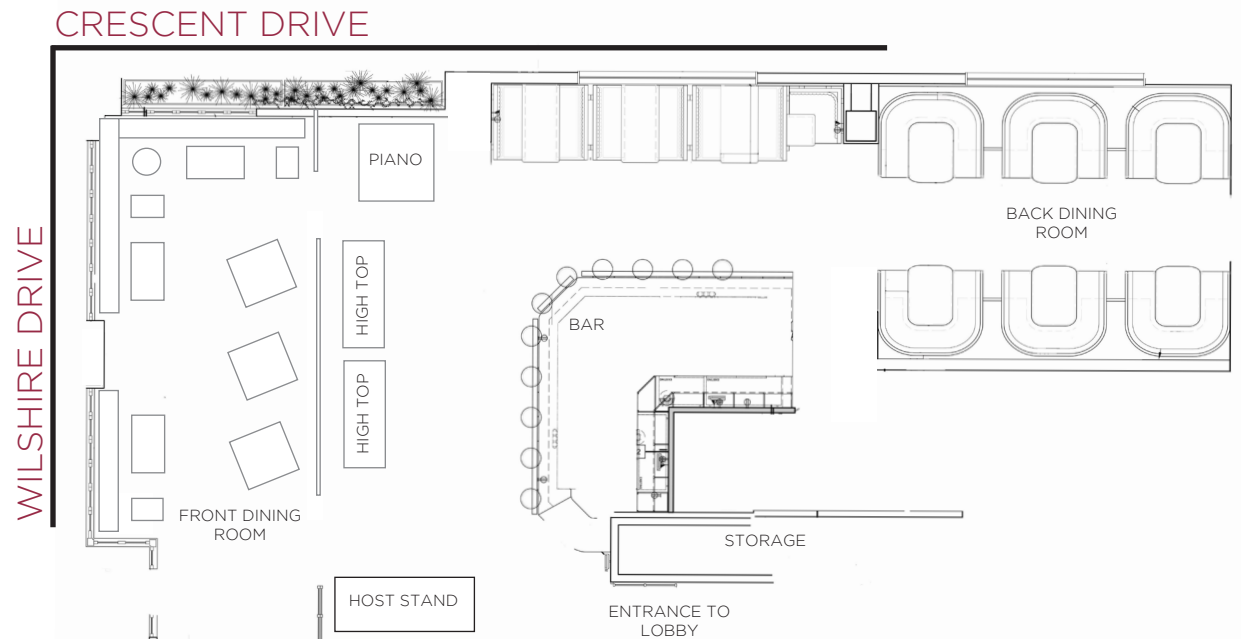 CRESCENT DRIVE
WILSHIRE DRIVE
PIANO
BACK DINING
ROOM
HIGH TOP
BAR
HIGH TOP
FRONT DINING
ROOM
STORAGE
HOST STAND
ENTRANCE TO
LOBBY